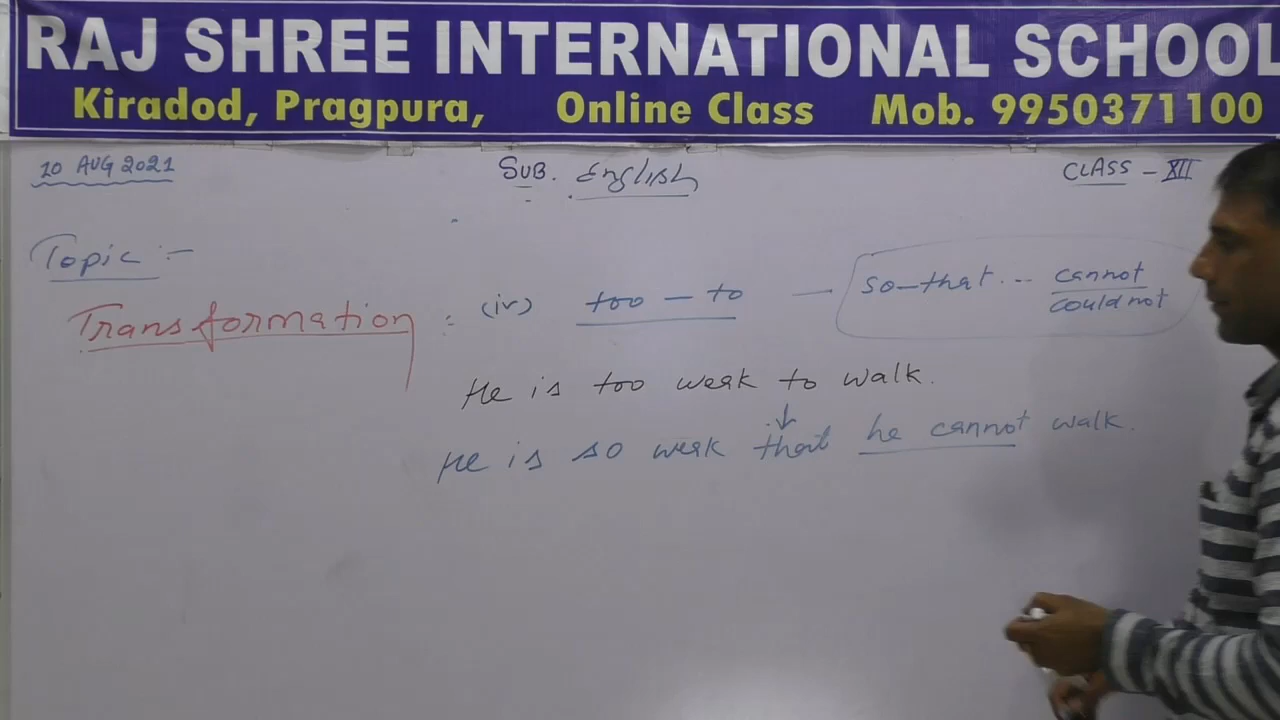 RAJ SHREE INTERNATIONAL SCHOOL
Kiradod, Pragpura, Online Class Mob. 9950371100
10 AUG 2021 SUB. English CLASS - XII
Topic :-
Transformation : (iv) too - to — so-that... cannot
could not
He is too weak to walk.
He is so weak that he cannot walk.